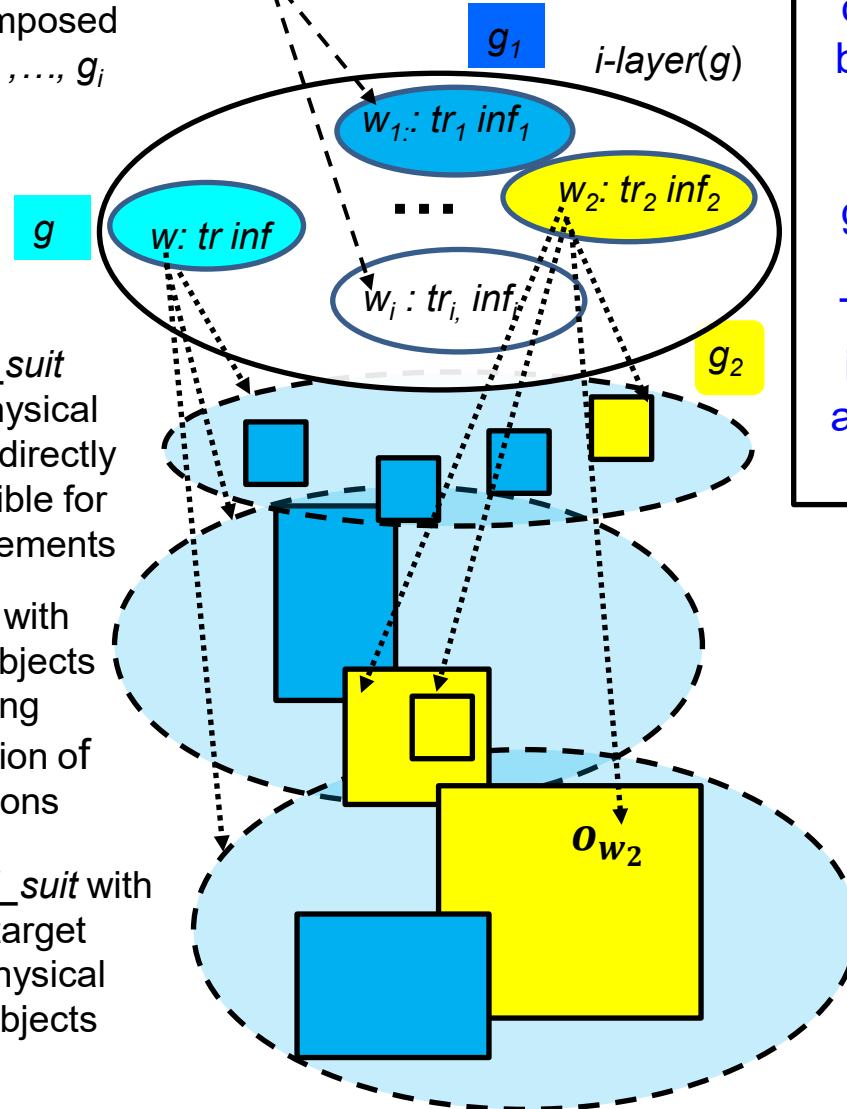 mposed
,…, gi
g1
i-layer(g)
w1:: tr1 inf1
w2: tr2 inf2
g
w: tr inf
…
wi : tri, infi
g2
_suit
hysical
directly
ible for
ements
with
bjects
ng
ion of
ons
ow2
_suit with
target
hysical
bjects